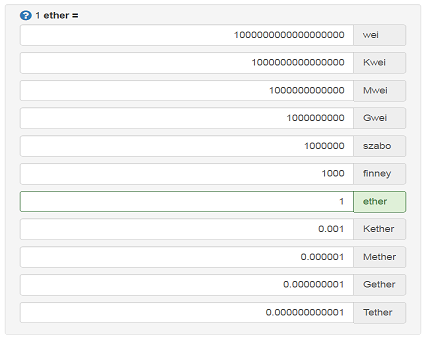 ? 1 ether =
1000000000000000000 wei
1000000000000000 Kwei
1000000000000 Mwei
1000000000 Gwei
1000000 szabo
1000 finney
1 ether
0.001 Kether
0.000001 Mether
0.000000001 Gether
0.000000000001 Tether